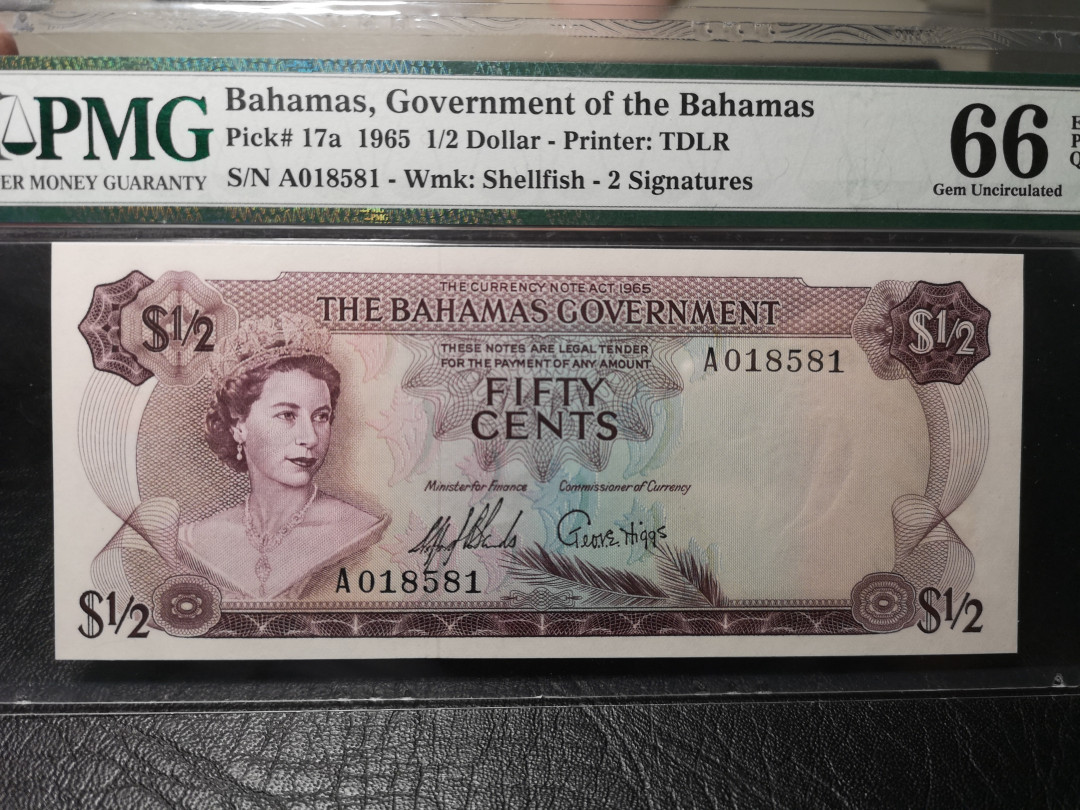 PMG
ER MONEY GUARANTY
Bahamas, Government of the Bahamas
Pick# 17a 1965 1/2 Dollar - Printer: TDLR
S/N A018581 - Wmk: Shellfish - 2 Signatures
66
Gem Uncirculated
E
P
Q
THE CURRENCY NOTE ACT 1965
THE BAHAMAS GOVERNMENT
$1/2
$1/2
THESE NOTES ARE LEGAL TENDER
FOR THE PAYMENT OF ANY AMOUNT
A018581
FIFTY
CENTS
Minister for Finance
Commissioner of Currency
George Higgs
A018581
$1/2
$1/2